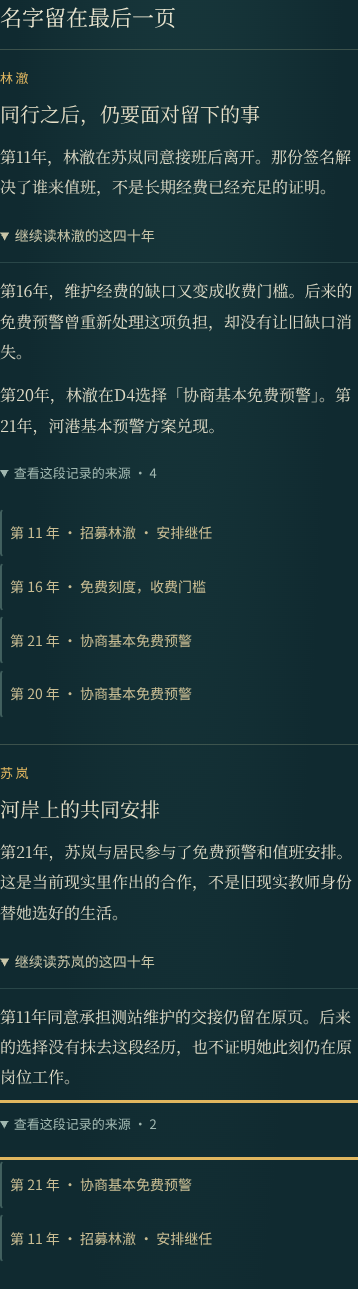 名字留在最后一页
林澈
同行之后，仍要面对留下的事
第11年，林澈在苏岚同意接班后离开。那份签名解
决了谁来值班，不是长期经费已经充足的证明。
▼ 继续读林澈的这四十年
第16年，维护经费的缺口又变成收费门槛。后来的
免费预警曾重新处理这项负担，却没有让旧缺口消
失。
第20年，林澈在D4选择「协商基本免费预警」。第
21年，河港基本预警方案兑现。
▼ 查看这段记录的来源 · 4
第 11 年 · 招募林澈 · 安排继任
第 16 年 · 免费刻度，收费门槛
第 21 年 · 协商基本免费预警
第 20 年 · 协商基本免费预警
苏岚
河岸上的共同安排
第21年，苏岚与居民参与了免费预警和值班安排。
这是当前现实里作出的合作，不是旧现实教师身份
替她选好的生活。
▼ 继续读苏岚的这四十年
第11年同意承担测站维护的交接仍留在原页。后来
的选择没有抹去这段经历，也不证明她此刻仍在原
岗位工作。
▼ 查看这段记录的来源 · 2
第 21 年 · 协商基本免费预警
第 11 年 · 招募林澈 · 安排继任